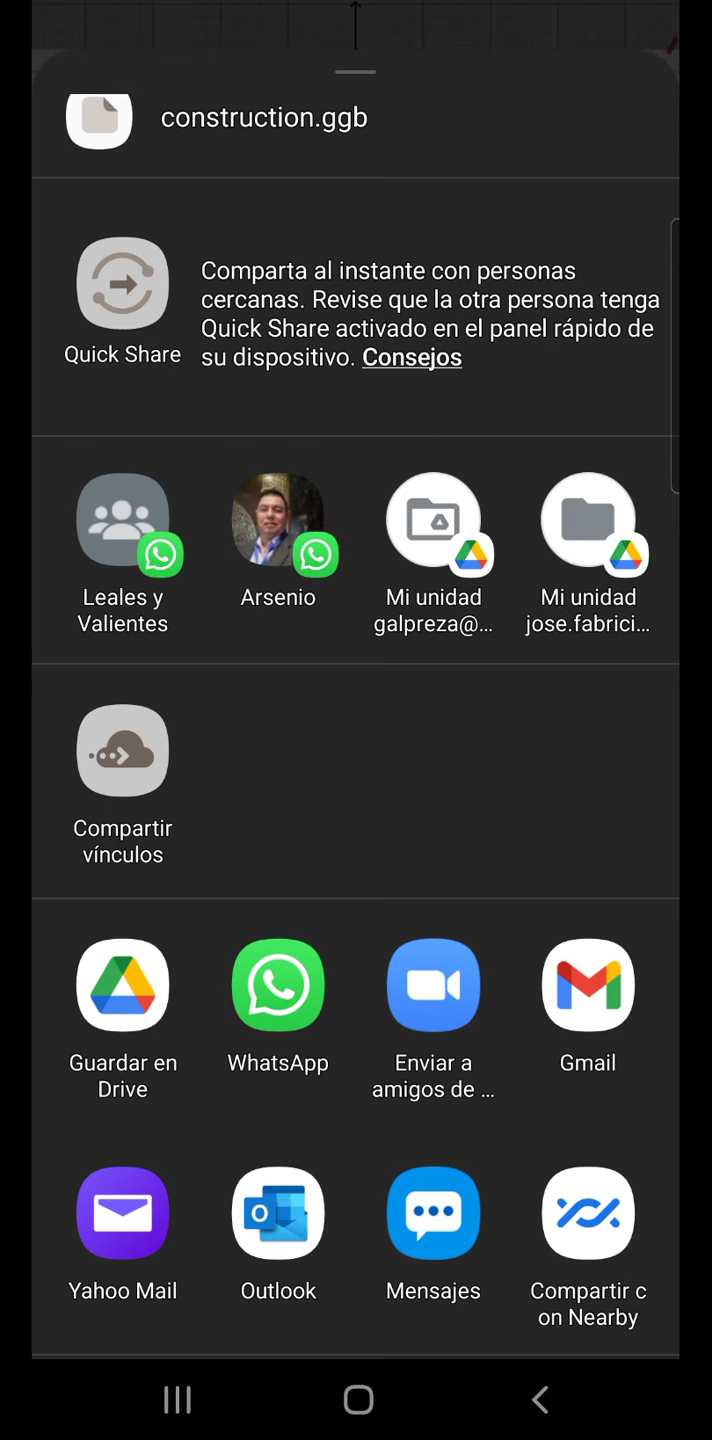 construction.ggb
Comparta al instante con personas
cercanas. Revise que la otra persona tenga
Quick Share activado en el panel rápido de
su dispositivo. Consejos
Quick Share
Leales y
Valientes
Arsenio
Mi unidad
galpreza@...
Mi unidad
jose.fabrici...
Compartir
vínculos
Guardar en
Drive
WhatsApp
Enviar a
amigos de ...
Gmail
Yahoo Mail
Outlook
Mensajes
Compartir c
on Nearby